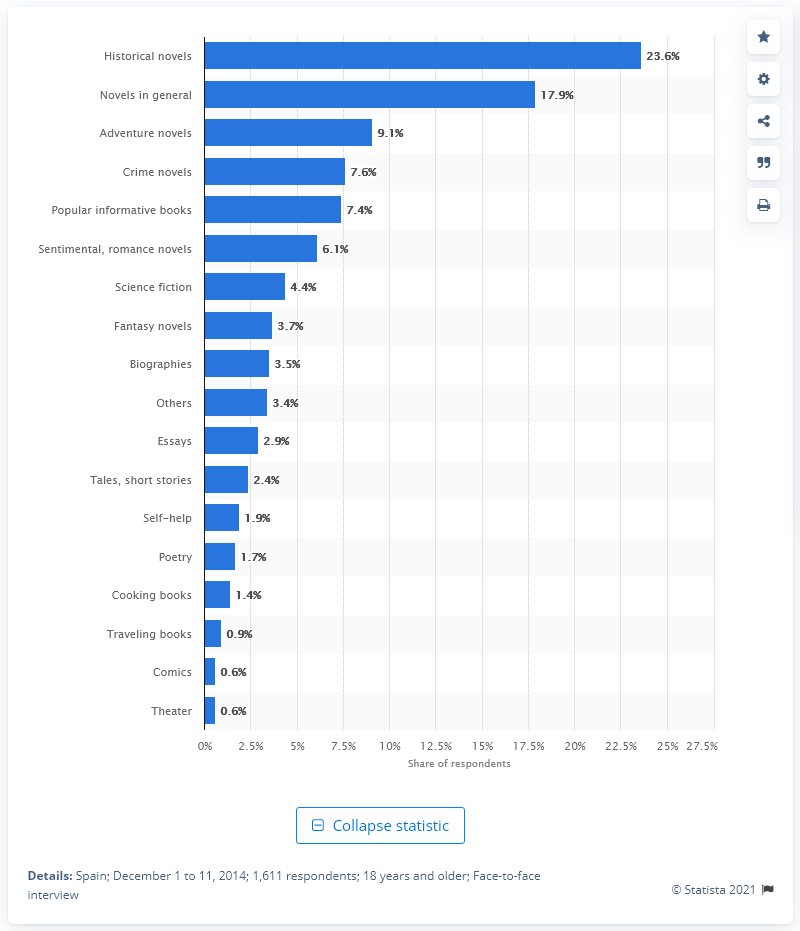 Historical novels 23.6%
Novels in general 17.9%
Adventure novels 9.1%
Crime novels 7.6%
Popular informative books 7.4%
Sentimental, romance novels 6.1%
Science fiction 4.4%
Fantasy novels 3.7%
Biographies 3.5%
Others 3.4%
Essays 2.9%
Tales, short stories 2.4%
Self-help 1.9%
Poetry 1.7%
Cooking books 1.4%
Traveling books 0.9%
Comics 0.6%
Theater 0.6%
0% 2.5% 5% 7.5% 10% 12.5% 15% 17.5% 20% 22.5% 25% 27.5%
Share of respondents
Collapse statistic
Details: Spain; December 1 to 11, 2014; 1,611 respondents; 18 years and older; Face-to-face
interview
© Statista 2021